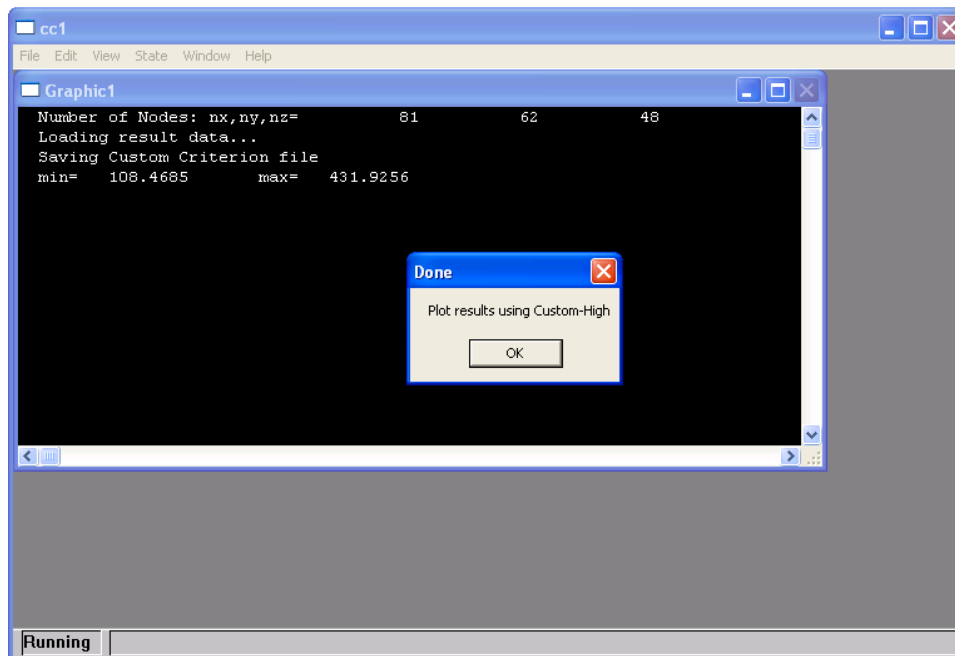 cc1
File Edit View State Window Help
Graphic1
Number of Nodes: nx,ny,nz= 81 62 48
Loading result data...
Saving Custom Criterion file
min= 108.4685 max= 431.9256
Done
Plot results using Custom-High
OK
Running